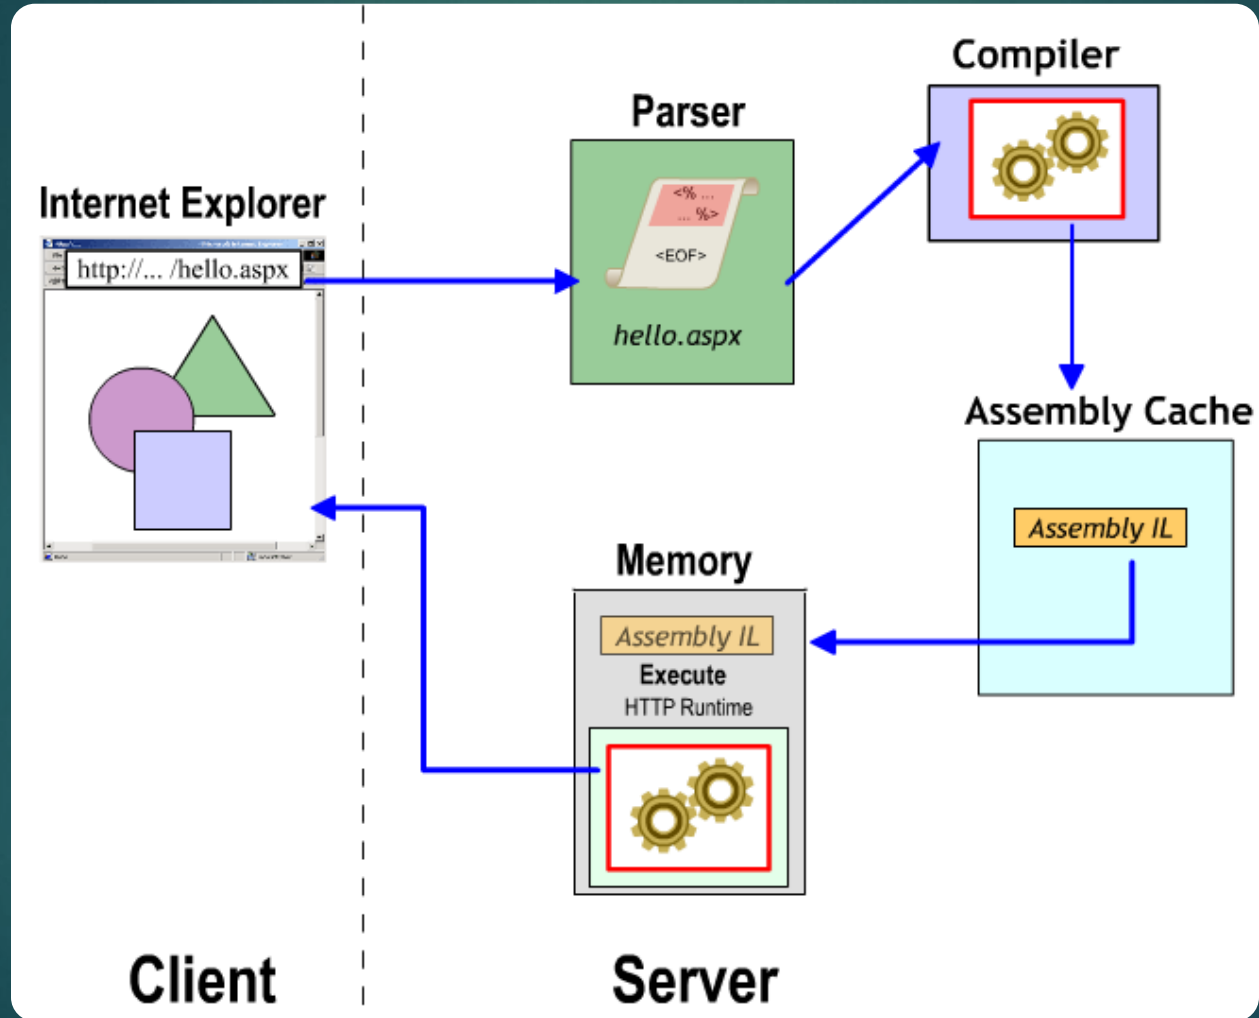 Compiler
Parser
Internet Explorer
http://... /hello.aspx
<% ...
... %>
<EOF>
hello.aspx
Assembly Cache
Assembly IL
Memory
Assembly IL
Execute
HTTP Runtime
Client
Server